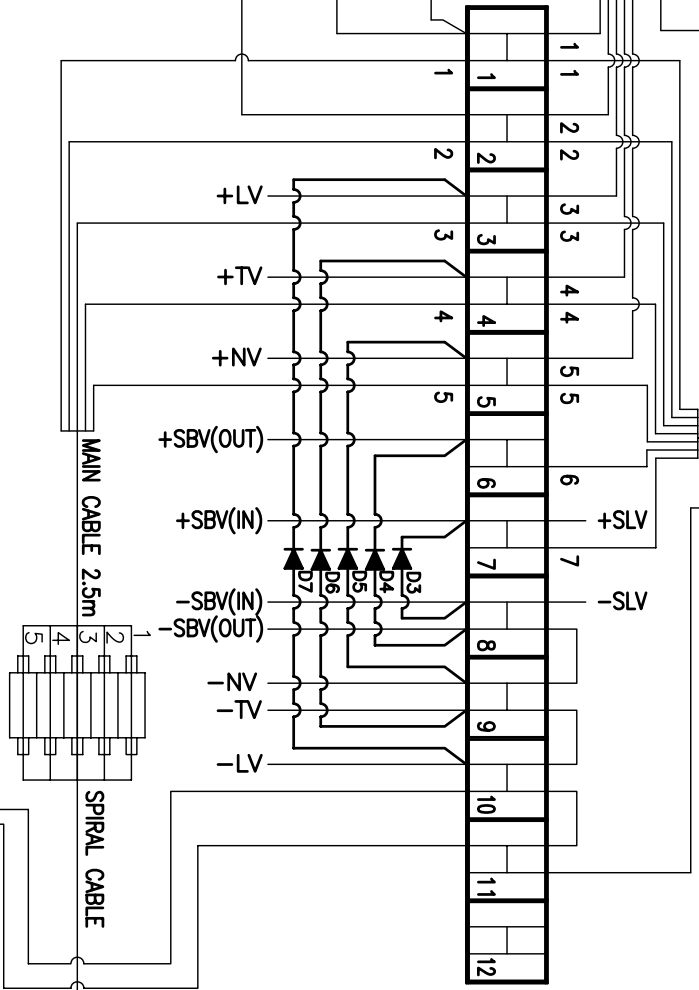 1
1
1
1
2
2
2
2
+LV
3
3
3
3
+TV
4
4
4
4
+NV
5
5
5
5
+SBV(OUT)
6
6
+SBV(IN)
+SLV
7
7
D7 D6 D5 D4 D3
-SBV(IN)
-SLV
-SBV(OUT)
8
-NV
-TV
9
-LV
10
11
12
MAIN CABLE 2.5m
5 4 3 2 1
SPIRAL CABLE